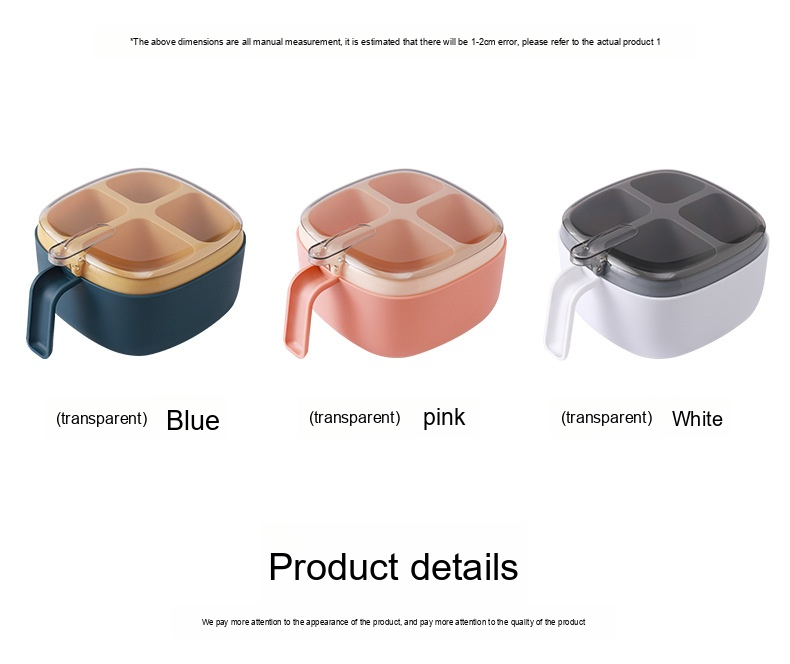 *The above dimensions are all manual measurement, it is estimated that there will be 1-2cm error, please refer to the actual product 1
(transparent) Blue (transparent) pink (transparent) White
Product details
We pay more attention to the appearance of the product, and pay more attention to the quality of the product